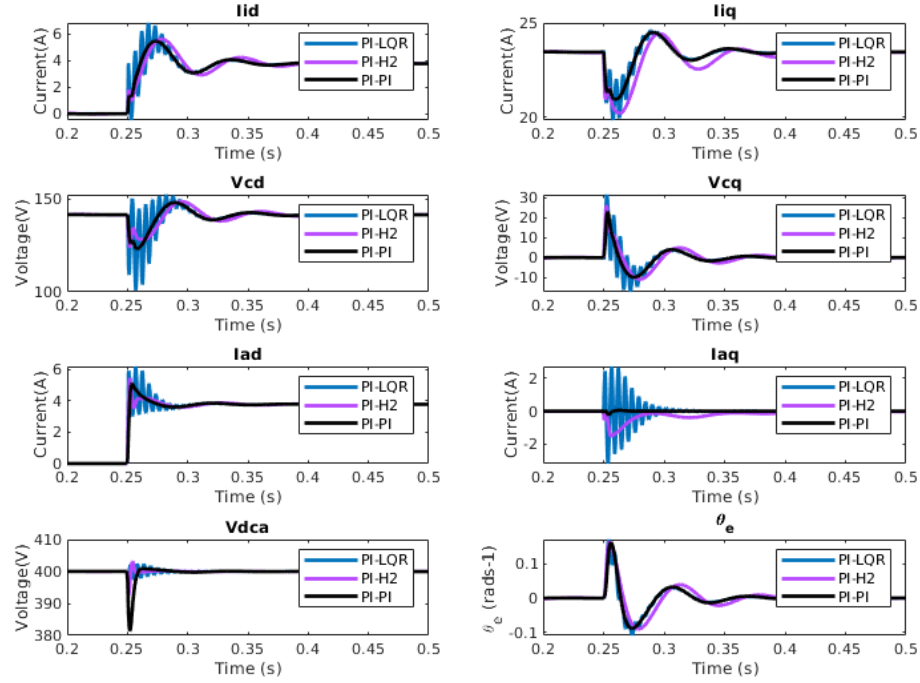 Iid
Current(A)
6
4
2
0
0.2 0.25 0.3 0.35 0.4 0.45 0.5
Time (s)
PI-LQR
PI-H2
PI-PI
Iiq
Current(A)
25
20
0.2 0.25 0.3 0.35 0.4 0.45 0.5
Time (s)
PI-LQR
PI-H2
PI-PI
Vcd
Voltage(V)
150
100
0.2 0.25 0.3 0.35 0.4 0.45 0.5
Time (s)
PI-LQR
PI-H2
PI-PI
Vcq
Voltage(V)
30
20
10
0
-10
0.2 0.25 0.3 0.35 0.4 0.45 0.5
Time (s)
PI-LQR
PI-H2
PI-PI
Iad
Current(A)
6
4
2
0
0.2 0.25 0.3 0.35 0.4 0.45 0.5
Time (s)
PI-LQR
PI-H2
PI-PI
Iaq
Current(A)
2
0
-2
0.2 0.25 0.3 0.35 0.4 0.45 0.5
Time (s)
PI-LQR
PI-H2
PI-PI
Vdca
Voltage(V)
410
400
390
380
0.2 0.25 0.3 0.35 0.4 0.45 0.5
Time (s)
PI-LQR
PI-H2
PI-PI
θ_e
θ_e (rads-1)
0.1
0
-0.1
0.2 0.25 0.3 0.35 0.4 0.45 0.5
Time (s)
PI-LQR
PI-H2
PI-PI